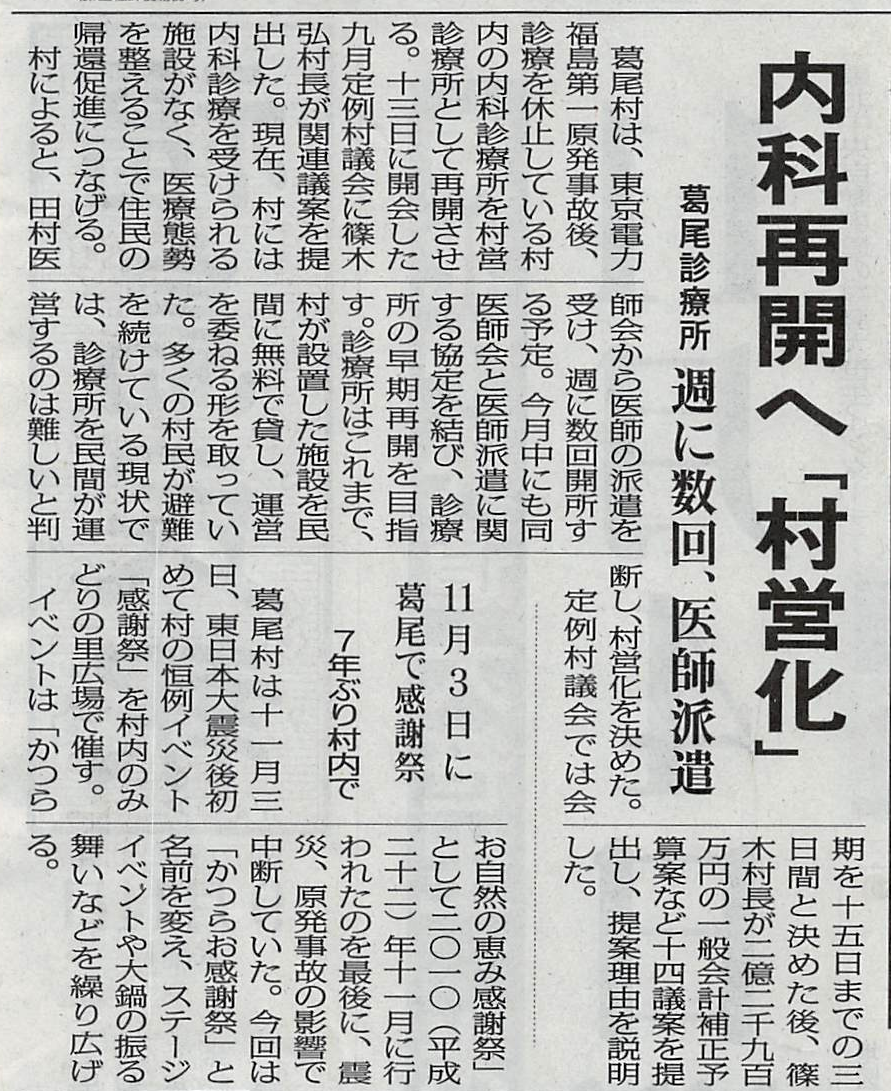 内科再開へ「村営化」
葛尾診療所 週に数回、医師派遣
葛尾村は、東京電力
福島第一原発事故後、
診療を休止している村
内の内科診療所を村営
診療所として再開させ
る。十三日に開会した
九月定例村議会に篠木
弘村長が関連議案を提
出した。現在、村には
内科診療を受けられる
施設がなく、医療態勢
を整えることで住民の
帰還促進につなげる。
村によると、田村医
師会から医師の派遣を
受け、週に数回開所す
る予定。今月中にも同
医師会と医師派遣に関
する協定を結び、診療
所の早期再開を目指
す。診療所はこれまで、
村が設置した施設を民
間に無料で貸し、運営
を委ねる形を取ってい
た。多くの村民が避難
を続けている現状で
は、診療所を民間が運
営するのは難しいと判
断し、村営化を決めた。
定例村議会では会
期を十五日までの三
日間と決めた後、篠
木村長が二億二千九百
万円の一般会計補正予
算案など十四議案を提
出し、提案理由を説明
した。
11月3日に
葛尾で感謝祭
7年ぶり村内で
葛尾村は十一月三
日、東日本大震災後初
めて村の恒例イベント
「感謝祭」を村内のみ
どりの里広場で催す。
イベントは「かつら
お自然の恵み感謝祭」
として二〇一〇(平成
二十二)年十一月に行
われたのを最後に、震
災、原発事故の影響で
中断していた。今回は
「かつらお感謝祭」と
名前を変え、ステージ
イベントや大鍋の振る
舞いなどを繰り広げ
る。